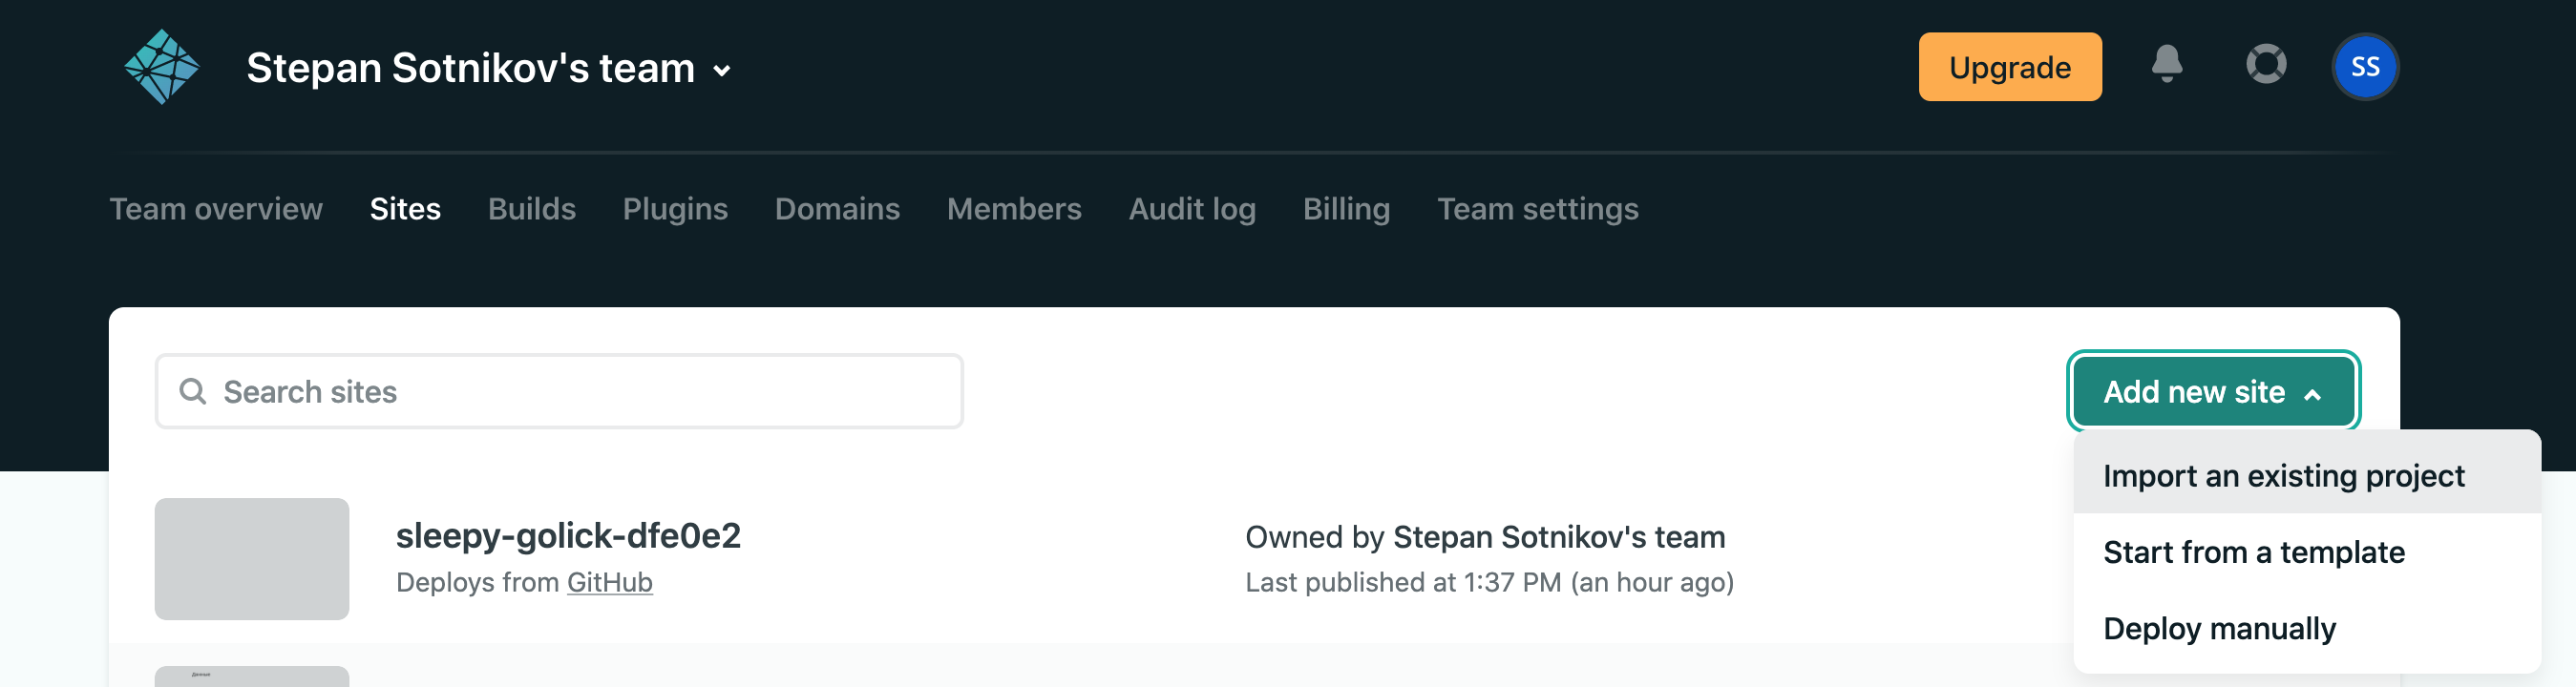 Stepan Sotnikov's team
Upgrade
SS
Team overview Sites Builds Plugins Domains Members Audit log Billing Team settings
Search sites
Add new site
Import an existing project
Start from a template
Deploy manually
sleepy-golick-dfe0e2
Deploys from GitHub
Owned by Stepan Sotnikov's team
Last published at 1:37 PM (an hour ago)
Данные